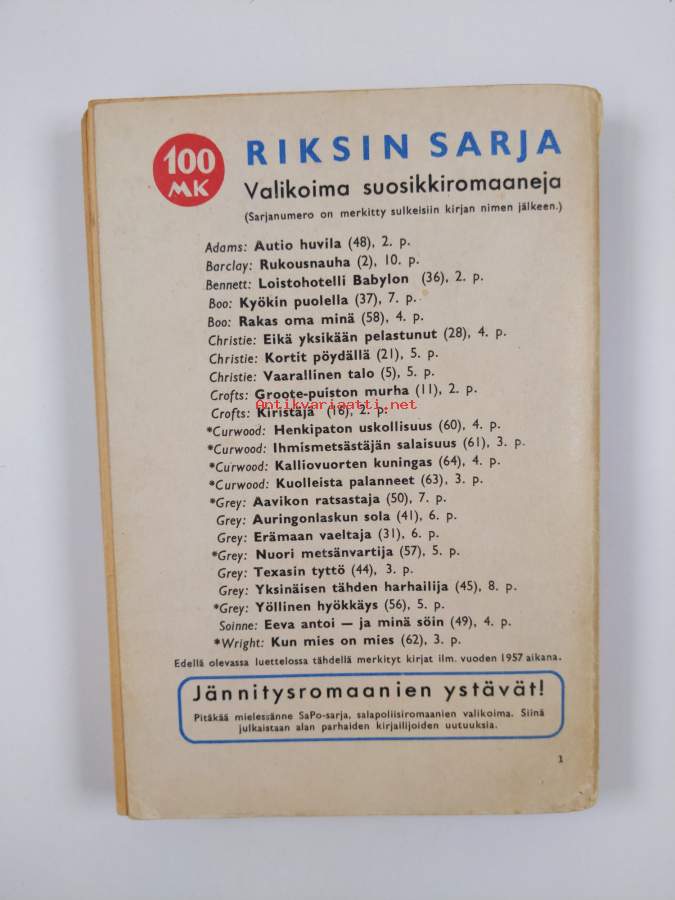 100
MK
RIKSIN SARJA
Valikoima suosikkiromaaneja
(Sarjanumero on merkitty sulkeisiin kirjan nimen jälkeen.)
Adams: Autio huvila (48), 2. p.
Barclay: Rukousnauha (2), 10. p.
Bennett: Loistohotelli Babylon (36), 2. p.
Boo: Kyökin puolella (37), 7. p.
Boo: Rakas oma minä (58), 4. p.
Christie: Eikä yksikään pelastunut (28), 4. p.
Christie: Kortit pöydällä (21), 5. p.
Christie: Vaarallinen talo (5), 5. p.
Crofts: Groote-puiston murha (11), 2. p.
Antikvariaatti.net
Crofts: Kiristäjä (18), 2. p.
*Curwood: Henkipaton uskollisuus (60), 4. p.
*Curwood: Ihmismetsästäjän salaisuus (61), 3. p.
*Curwood: Kalliovuorten kuningas (64), 4. p.
*Curwood: Kuolleista palanneet (63), 3. p.
*Grey: Aavikon ratsastaja (50), 7. p.
Grey: Auringonlaskun sola (41), 6. p.
Grey: Erämaan vaeltaja (31), 6. p.
*Grey: Nuori metsänvartija (57), 5. p.
Grey: Texasin tyttö (44), 3. p.
Grey: Yksinäisen tähden harhailija (45), 8. p.
*Grey: Yöllinen hyökkäys (56), 5. p.
Soinne: Eeva antoi — ja minä söin (49), 4. p.
*Wright: Kun mies on mies (62), 3. p.
Edellä olevassa luettelossa tähdellä merkityt kirjat ilm. vuoden 1957 aikana.
Jännitysromaanien ystävät!
Pitäkää mielessänne SaPo-sarja, salapoliisiromaanien valikoima. Siinä
julkaistaan alan parhaiden kirjailijoiden uutuuksia.
1